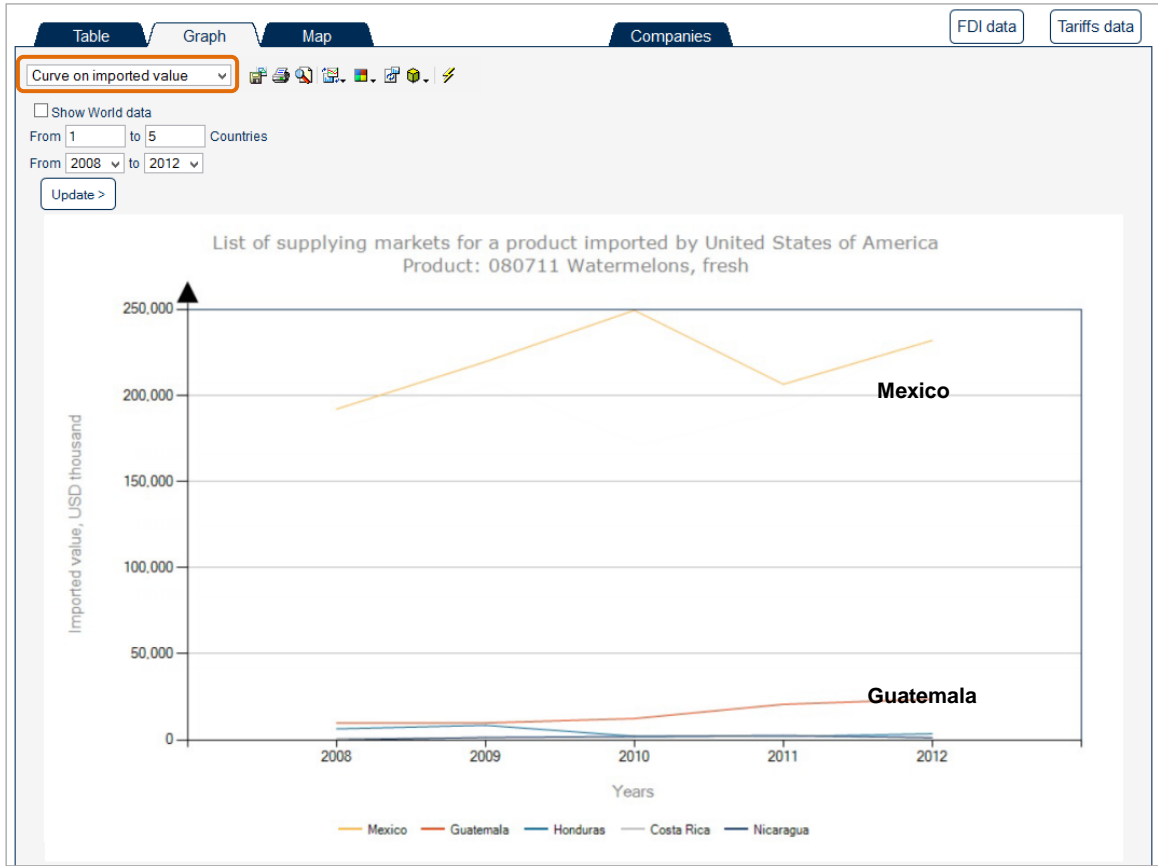 Table Graph Map Companies FDI data Tariffs data
Curve on imported value
Show World data
From 1 to 5 Countries
From 2008 to 2012
Update >
List of supplying markets for a product imported by United States of America
Product: 080711 Watermelons, fresh
250,000
200,000
Mexico
150,000
100,000
50,000
Guatemala
0
Imported value, USD thousand
2008 2009 2010 2011 2012
Years
Mexico Guatemala Honduras Costa Rica Nicaragua